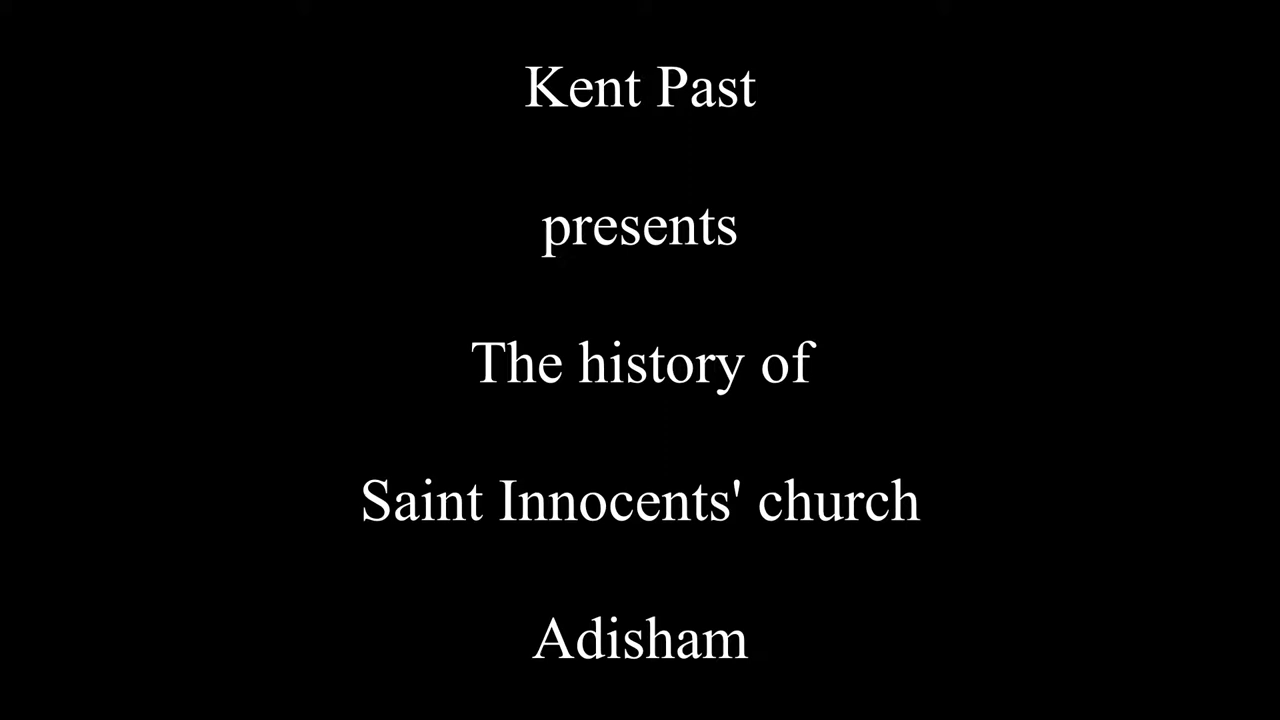 Kent Past
presents
The history of
Saint Innocents' church
Adisham